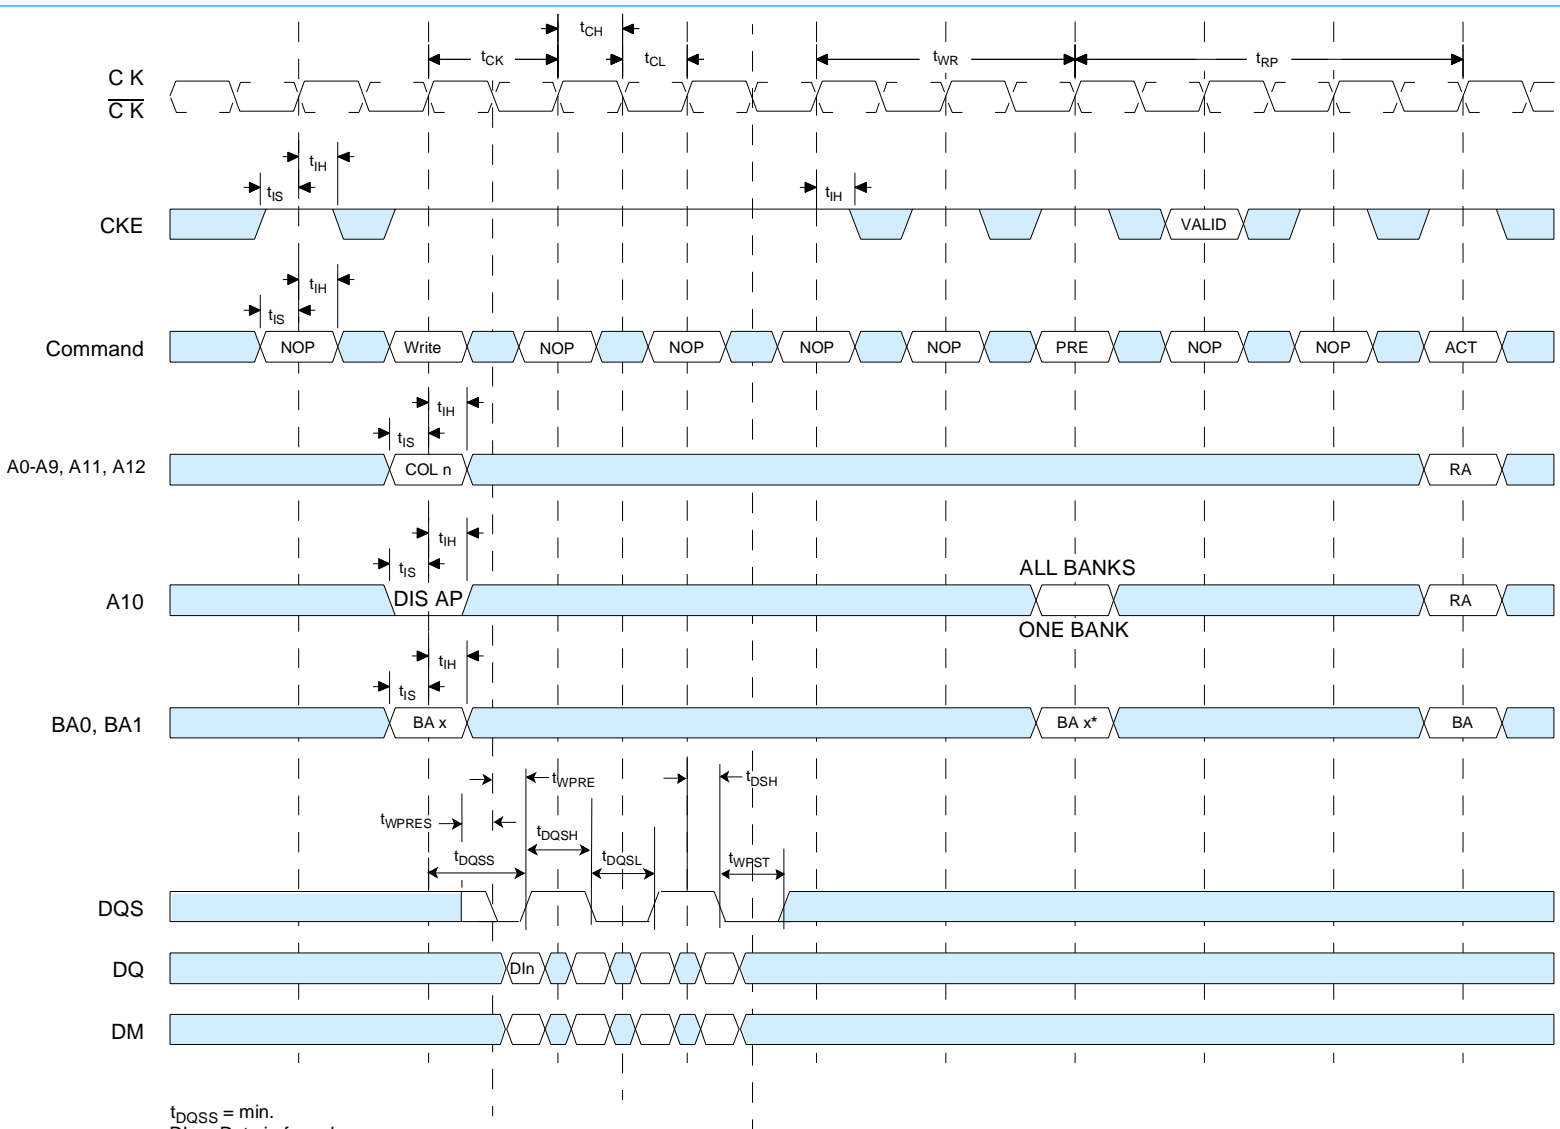 tCH
tCK
tCL
tWR
tRP
C K
C K
tIH
tIS
tIH
CKE
VALID
tIH
tIS
Command
NOP
Write
NOP
NOP
NOP
NOP
PRE
NOP
NOP
ACT
tIH
tIS
A0-A9, A11, A12
COL n
RA
tIH
tIS
ALL BANKS
A10
DIS AP
RA
ONE BANK
tIH
tIS
BA0, BA1
BA x
BA x*
BA
tWPRE
tDSH
tWPRES
tDQSH
tDQSS
tDQSL
tWPST
DQS
DQ
DIn
DM
tDQSS = min.